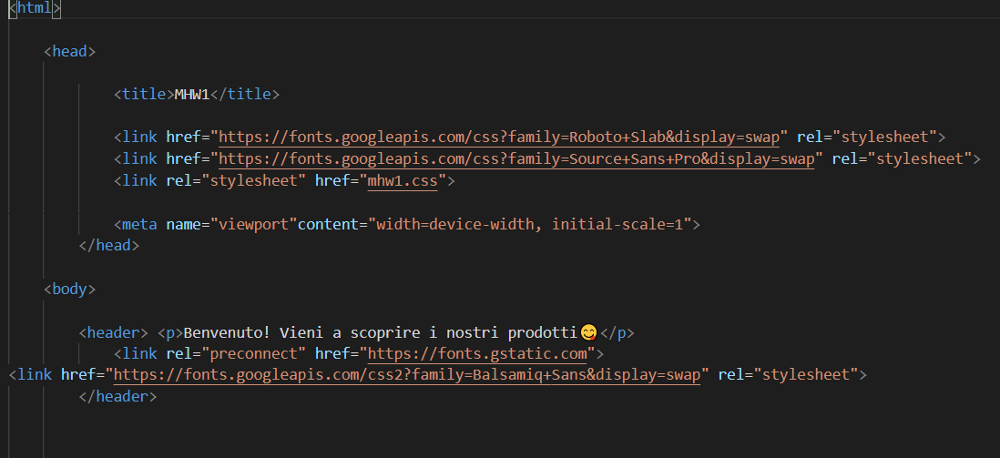 <html>
<head>
<title>MHW1</title>
<link href="https://fonts.googleapis.com/css?family=Roboto+Slab&display=swap" rel="stylesheet">
<link href="https://fonts.googleapis.com/css?family=Source+Sans+Pro&display=swap" rel="stylesheet">
<link rel="stylesheet" href="mhw1.css">
<meta name="viewport"content="width=device-width, initial-scale=1">
</head>
<body>
<header> <p>Benvenuto! Vieni a scoprire i nostri prodotti😋</p>
<link rel="preconnect" href="https://fonts.gstatic.com">
<link href="https://fonts.googleapis.com/css2?family=Balsamiq+Sans&display=swap" rel="stylesheet">
</header>